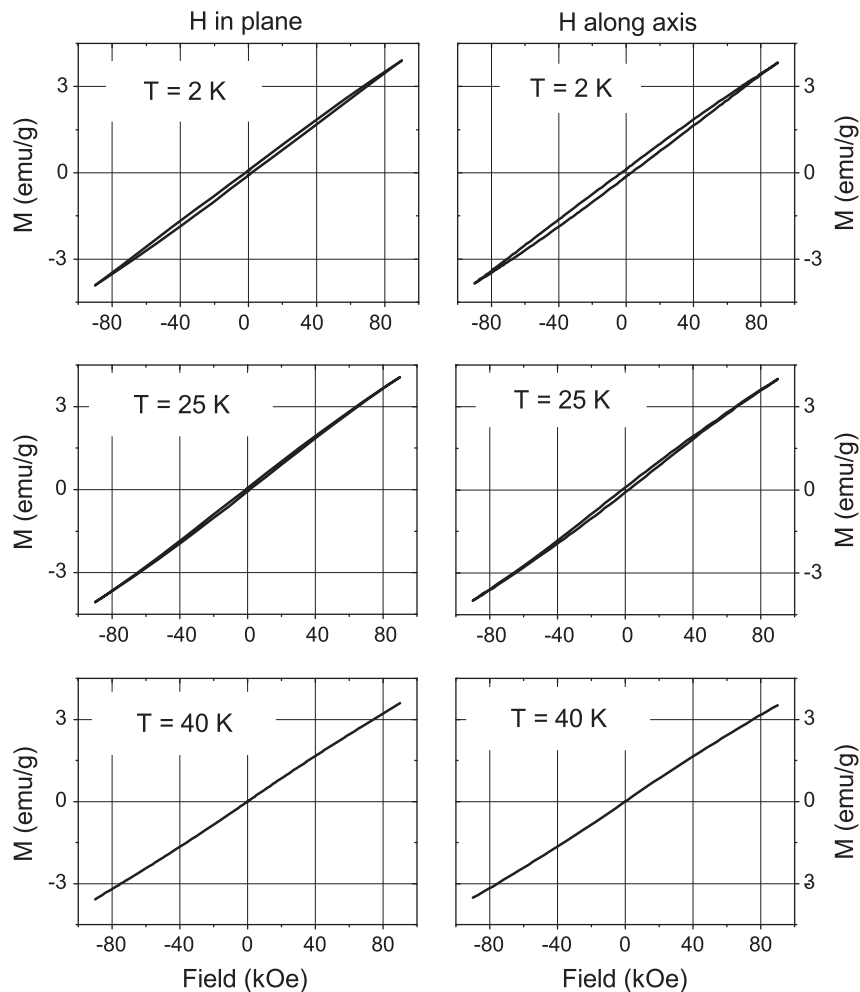 H in plane
H along axis
T = 2 K
T = 2 K
M (emu/g)
3
0
-3
3
0
-3
M (emu/g)
-80 -40 0 40 80
-80 -40 0 40 80
T = 25 K
T = 25 K
M (emu/g)
3
0
-3
3
0
-3
M (emu/g)
-80 -40 0 40 80
-80 -40 0 40 80
T = 40 K
T = 40 K
M (emu/g)
3
0
-3
3
0
-3
M (emu/g)
-80 -40 0 40 80
-80 -40 0 40 80
Field (kOe)
Field (kOe)